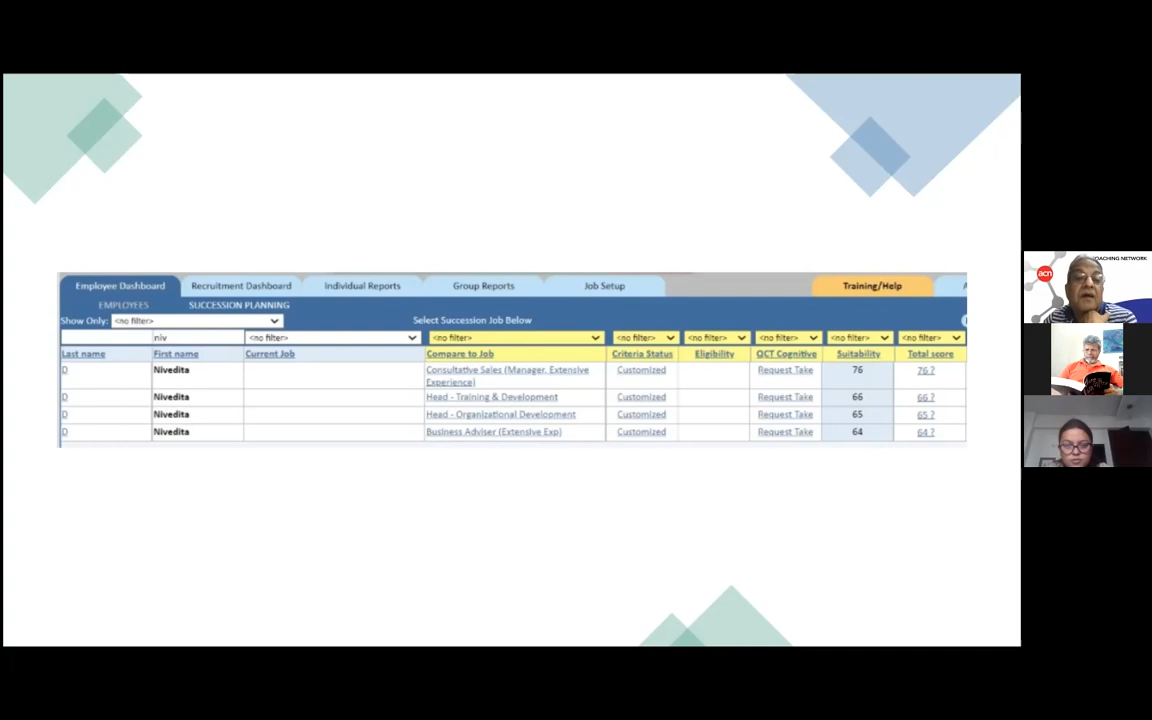 Employee Dashboard Recruitment Dashboard Individual Reports Group Reports Job Setup Training/Help A
EMPLOYEES SUCCESSION PLANNING
Show Only: <no filter> Select Succession Job Below
niv <no filter> <no filter> <no filter> <no filter> <no filter> <no filter> <no filter>
Last name First name Current Job Compare to Job Criteria Status Eligibility QCT Cognitive Suitability Total score
D Nivedita Consultative Sales (Manager, Extensive Experience) Customized Request Take 76 76 ?
D Nivedita Head - Training & Development Customized Request Take 66 66 ?
D Nivedita Head - Organizational Development Customized Request Take 65 65 ?
D Nivedita Business Adviser (Extensive Exp) Customized Request Take 64 64 ?
OACHING NETWORK
acn